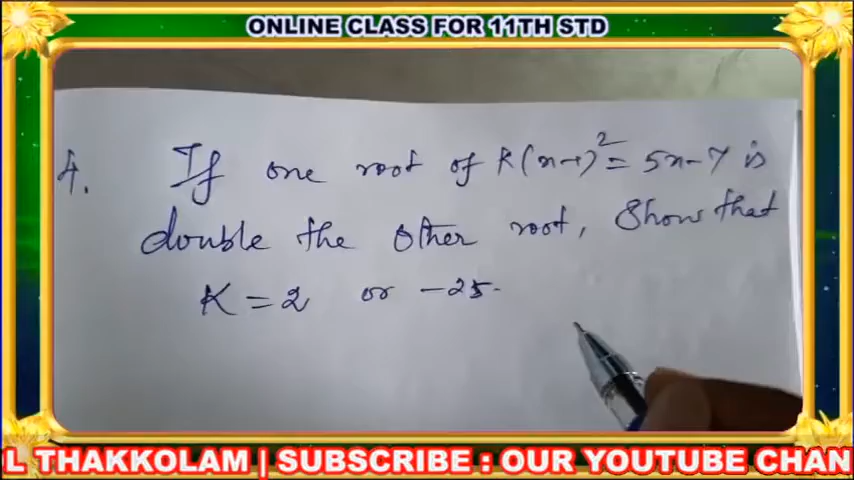 ONLINE CLASS FOR 11TH STD
4. If one root of k(x-1)² = 5x-7 is
double the other root, Show that
K = 2 or -25.
L THAKKOLAM | SUBSCRIBE : OUR YOUTUBE CHAN